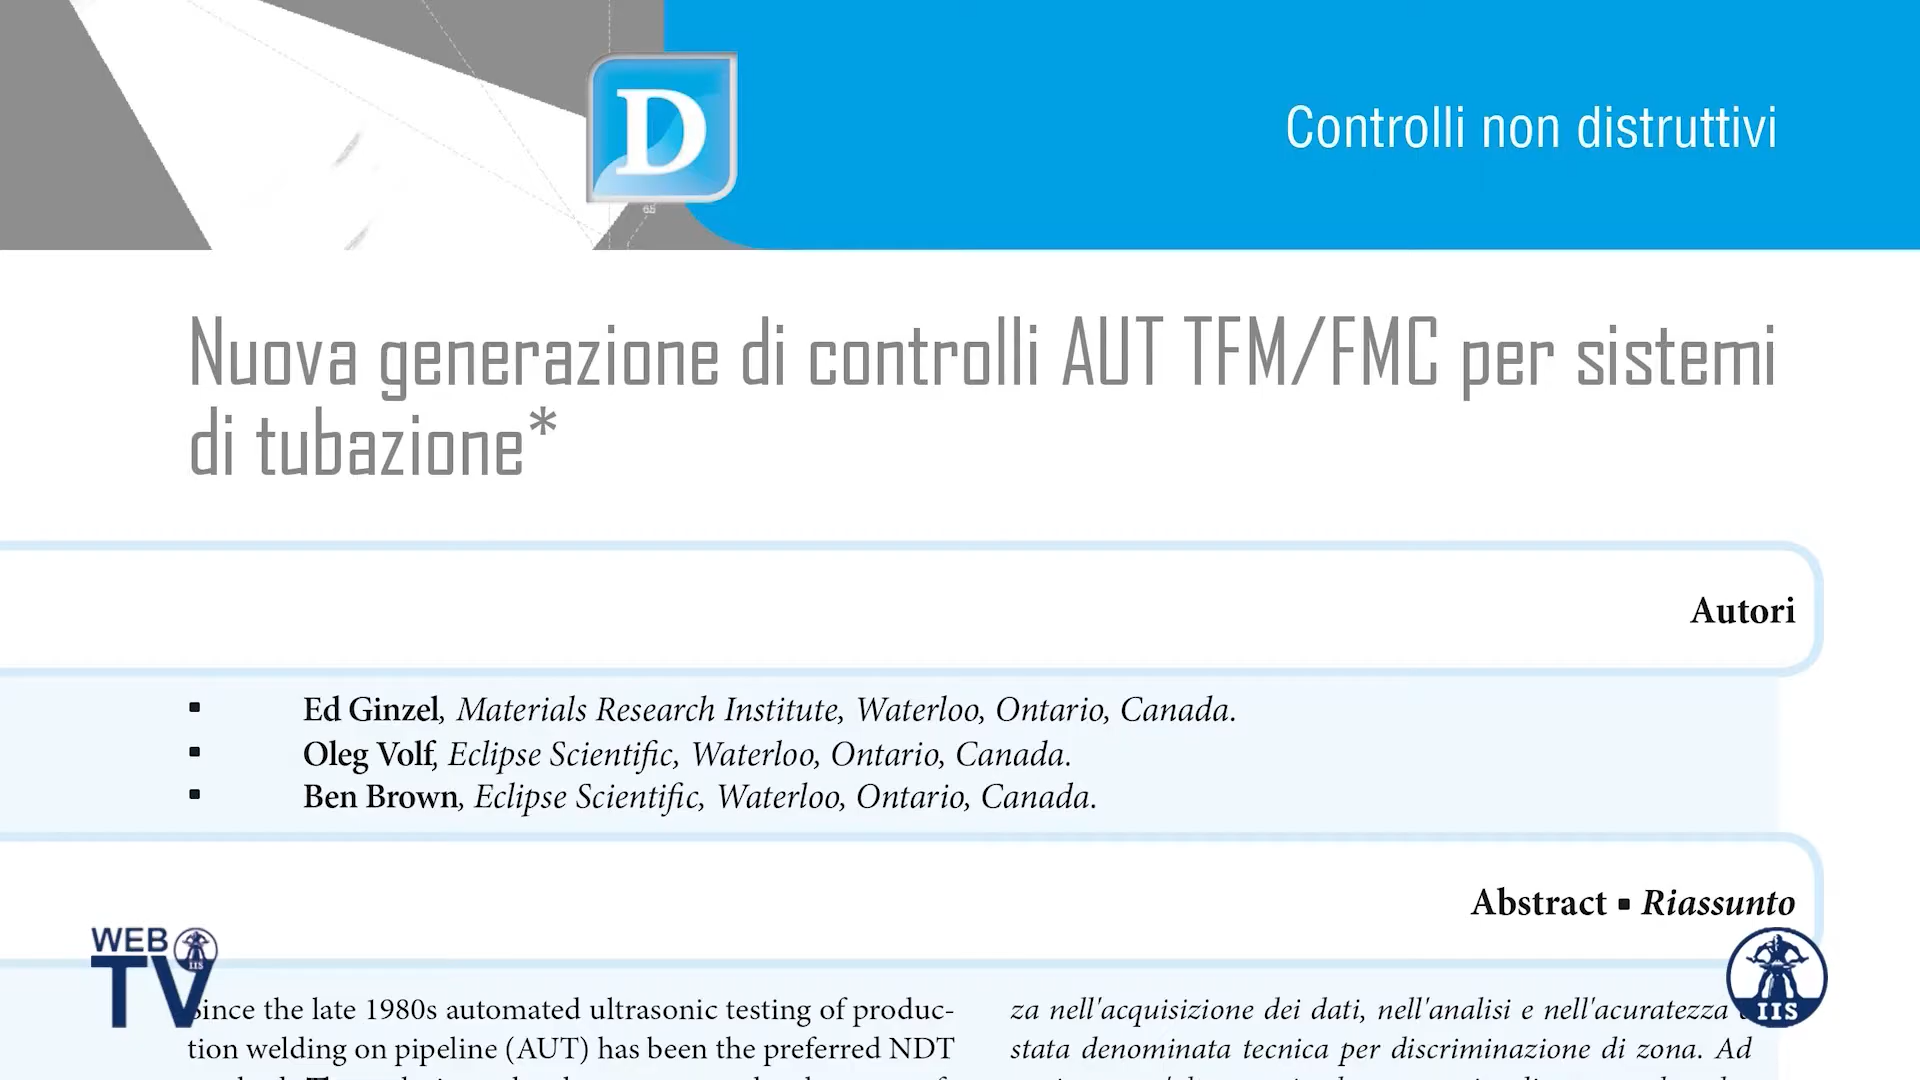 D
65
Controlli non distruttivi
Nuova generazione di controlli AUT TFM/FMC per sistemi
di tubazione*
Autori
▪ Ed Ginzel, Materials Research Institute, Waterloo, Ontario, Canada.
▪ Oleg Volf, Eclipse Scientific, Waterloo, Ontario, Canada.
▪ Ben Brown, Eclipse Scientific, Waterloo, Ontario, Canada.
Abstract ▪ Riassunto
WEB
TV
IIS
IIS
Since the late 1980s automated ultrasonic testing of produc-
tion welding on pipeline (AUT) has been the preferred NDT
za nell'acquisizione dei dati, nell'analisi e nell'acuratezza
stata denominata tecnica per discriminazione di zona. Ad